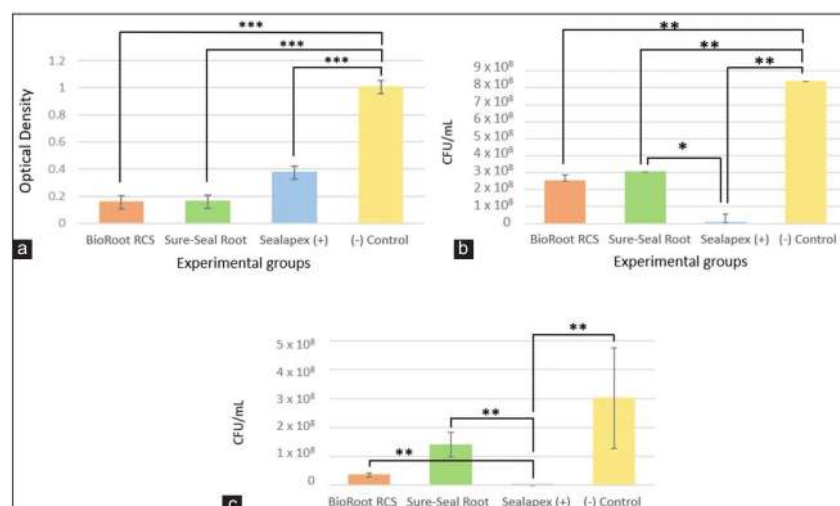 ***
***
***
1.2
1
0.8
0.6
0.4
0.2
0
Optical Density
BioRoot RCS Sure-Seal Root Sealapex (+) (-) Control
Experimental groups
a
**
**
**
*
9 x 10⁸
8 x 10⁸
7 x 10⁸
6 x 10⁸
5 x 10⁸
4 x 10⁸
3 x 10⁸
2 x 10⁸
1 x 10⁸
0
CFU/mL
BioRoot RCS Sure-Seal Root Sealapex (+) (-) Control
Experimental groups
b
**
**
**
5 x 10⁸
4 x 10⁸
3 x 10⁸
2 x 10⁸
1 x 10⁸
0
CFU/mL
BioRoot RCS Sure-Seal Root Sealapex (+) (-) Control
c